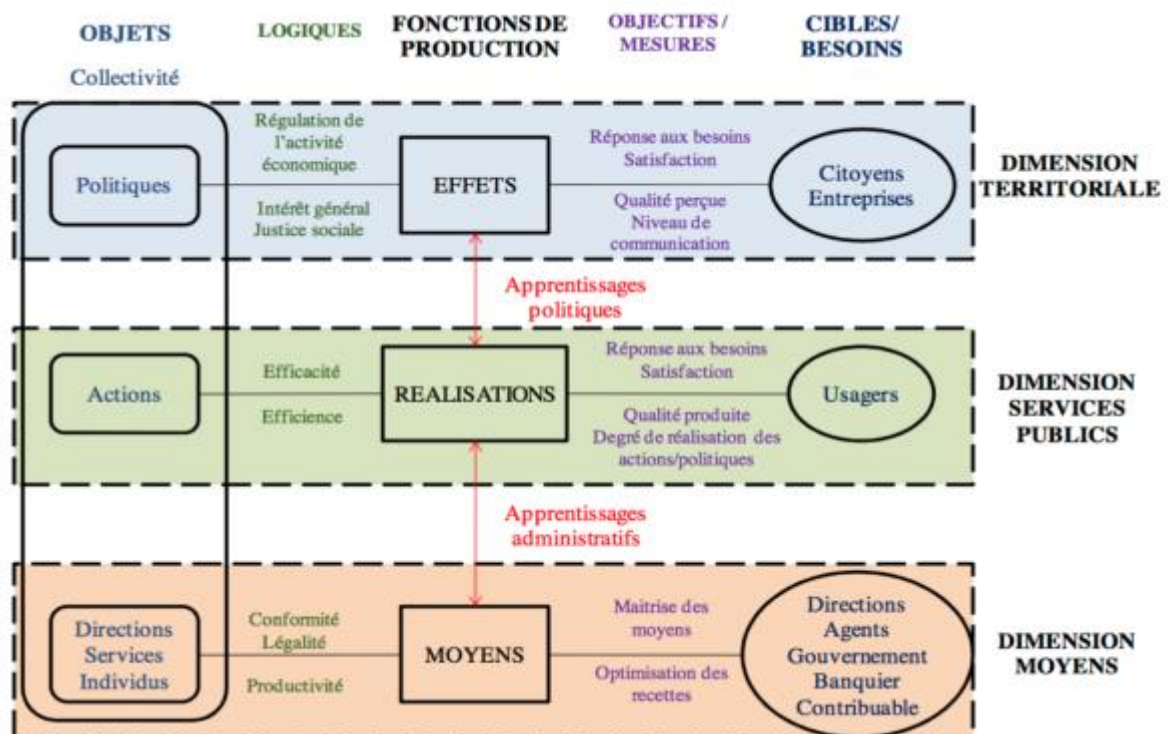 OBJETS
LOGIQUES
FONCTIONS DE
PRODUCTION
OBJECTIFS /
MESURES
CIBLES/
BESOINS
Collectivité
Politiques
Régulation de
l'activité
économique
Intérêt général
Justice sociale
EFFETS
Réponse aux besoins
Satisfaction
Qualité perçue
Niveau de
communication
Citoyens
Entreprises
DIMENSION
TERRITORIALE
Apprentissages
politiques
Actions
Efficacité
Efficience
REALISATIONS
Réponse aux besoins
Satisfaction
Qualité produite
Degré de réalisation des
actions/politiques
Usagers
DIMENSION
SERVICES
PUBLICS
Apprentissages
administratifs
Directions
Services
Individus
Conformité
Légalité
Productivité
MOYENS
Maitrise des
moyens
Optimisation des
recettes
Directions
Agents
Gouvernement
Banquier
Contribuable
DIMENSION
MOYENS